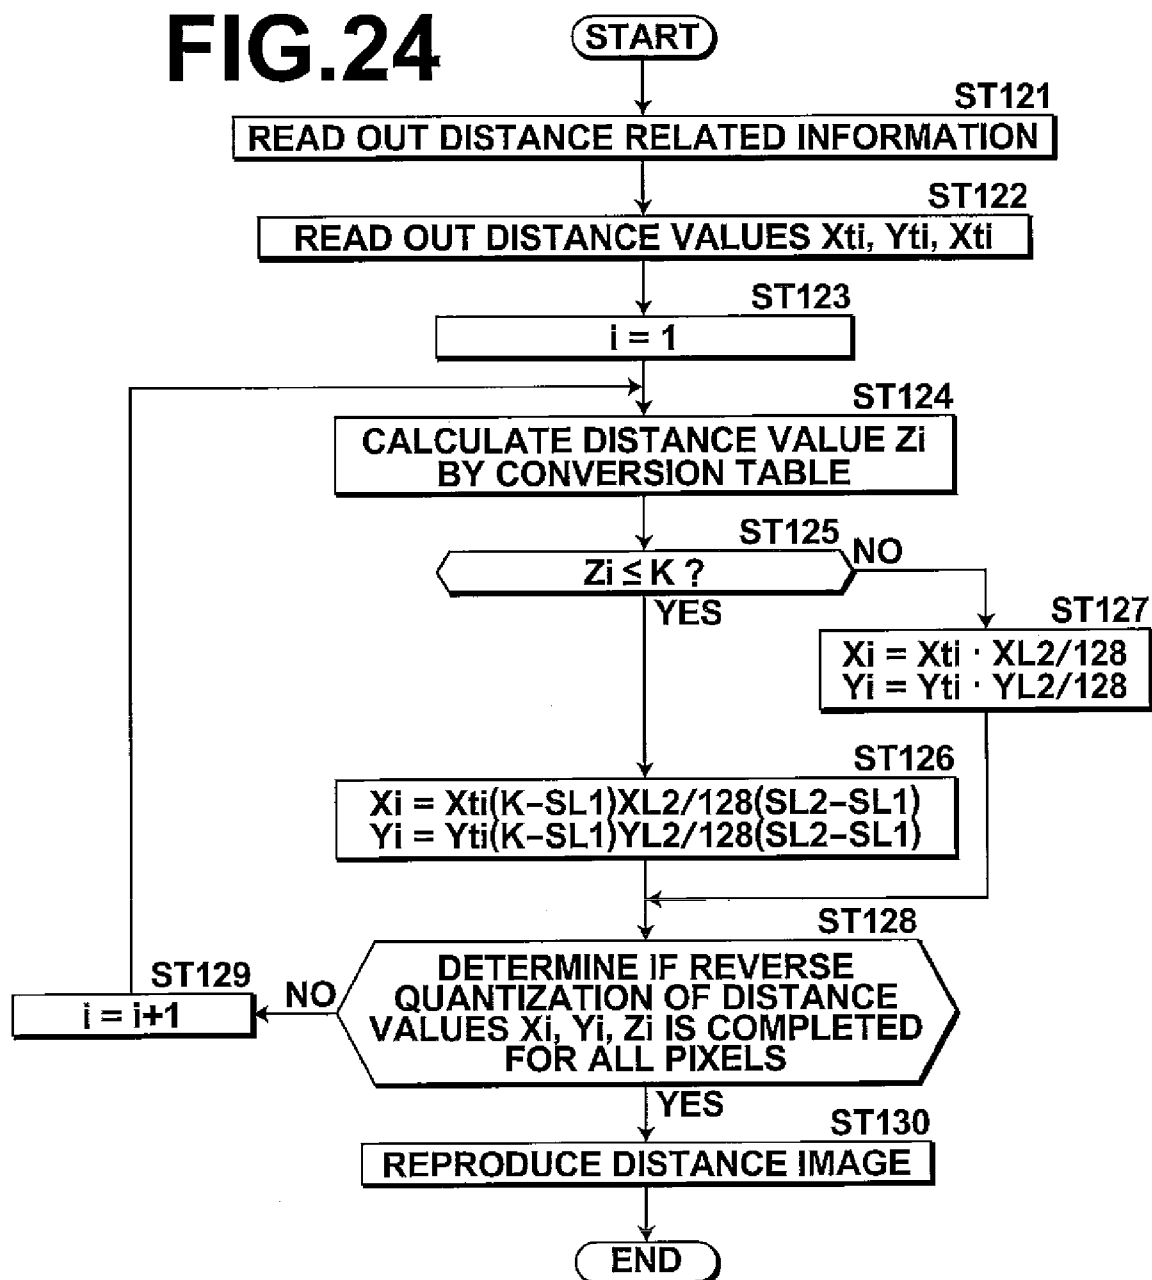 FIG.24
START
ST121
READ OUT DISTANCE RELATED INFORMATION
ST122
READ OUT DISTANCE VALUES Xti, Yti, Xti
ST123
i = 1
ST124
CALCULATE DISTANCE VALUE Zi
BY CONVERSION TABLE
ST125
Zi ≤ K ?
NO
YES
ST127
Xi = Xti · XL2/128
Yi = Yti · YL2/128
ST126
Xi = Xti(K–SL1)XL2/128(SL2–SL1)
Yi = Yti(K–SL1)YL2/128(SL2–SL1)
ST128
DETERMINE IF REVERSE
QUANTIZATION OF DISTANCE
VALUES Xi, Yi, Zi IS COMPLETED
FOR ALL PIXELS
NO
ST129
i = i+1
YES
ST130
REPRODUCE DISTANCE IMAGE
END